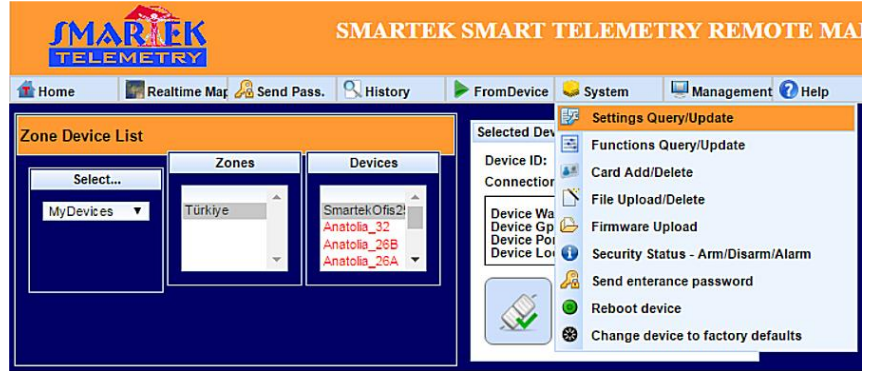 SMARTEK
TELEMETRY
SMARTEK SMART TELEMETRY REMOTE MA
Home Realtime Map Send Pass. History FromDevice System Management Help
Zone Device List
Select...
MyDevices
Zones
Türkiye
Devices
SmartekOfis2
Anatolia_32
Anatolia_26B
Anatolia_26A
Selected Dev
Device ID:
Connection
Device Wa
Device Gp
Device Po
Device Lo
Settings Query/Update
Functions Query/Update
Card Add/Delete
File Upload/Delete
Firmware Upload
Security Status - Arm/Disarm/Alarm
Send enterance password
Reboot device
Change device to factory defaults